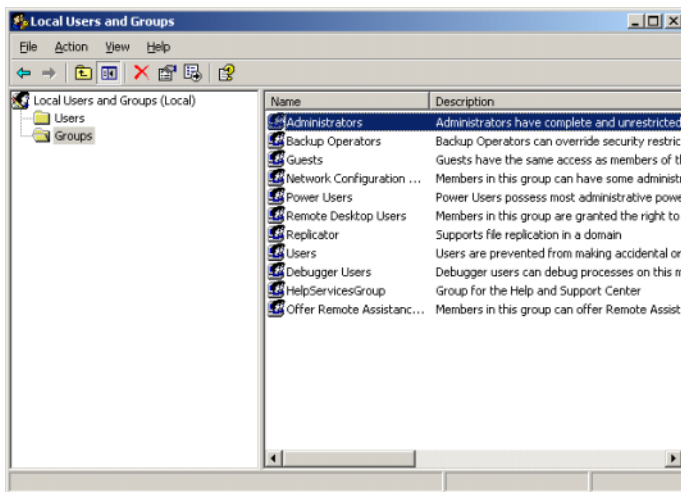 Local Users and Groups
File Action View Help
Local Users and Groups (Local)
Users
Groups
Name Description
Administrators Administrators have complete and unrestricted
Backup Operators Backup Operators can override security restric
Guests Guests have the same access as members of t
Network Configuration ... Members in this group can have some administ
Power Users Power Users possess most administrative powe
Remote Desktop Users Members in this group are granted the right to
Replicator Supports file replication in a domain
Users Users are prevented from making accidental or
Debugger Users Debugger users can debug processes on this m
HelpServicesGroup Group for the Help and Support Center
Offer Remote Assistanc... Members in this group can offer Remote Assist